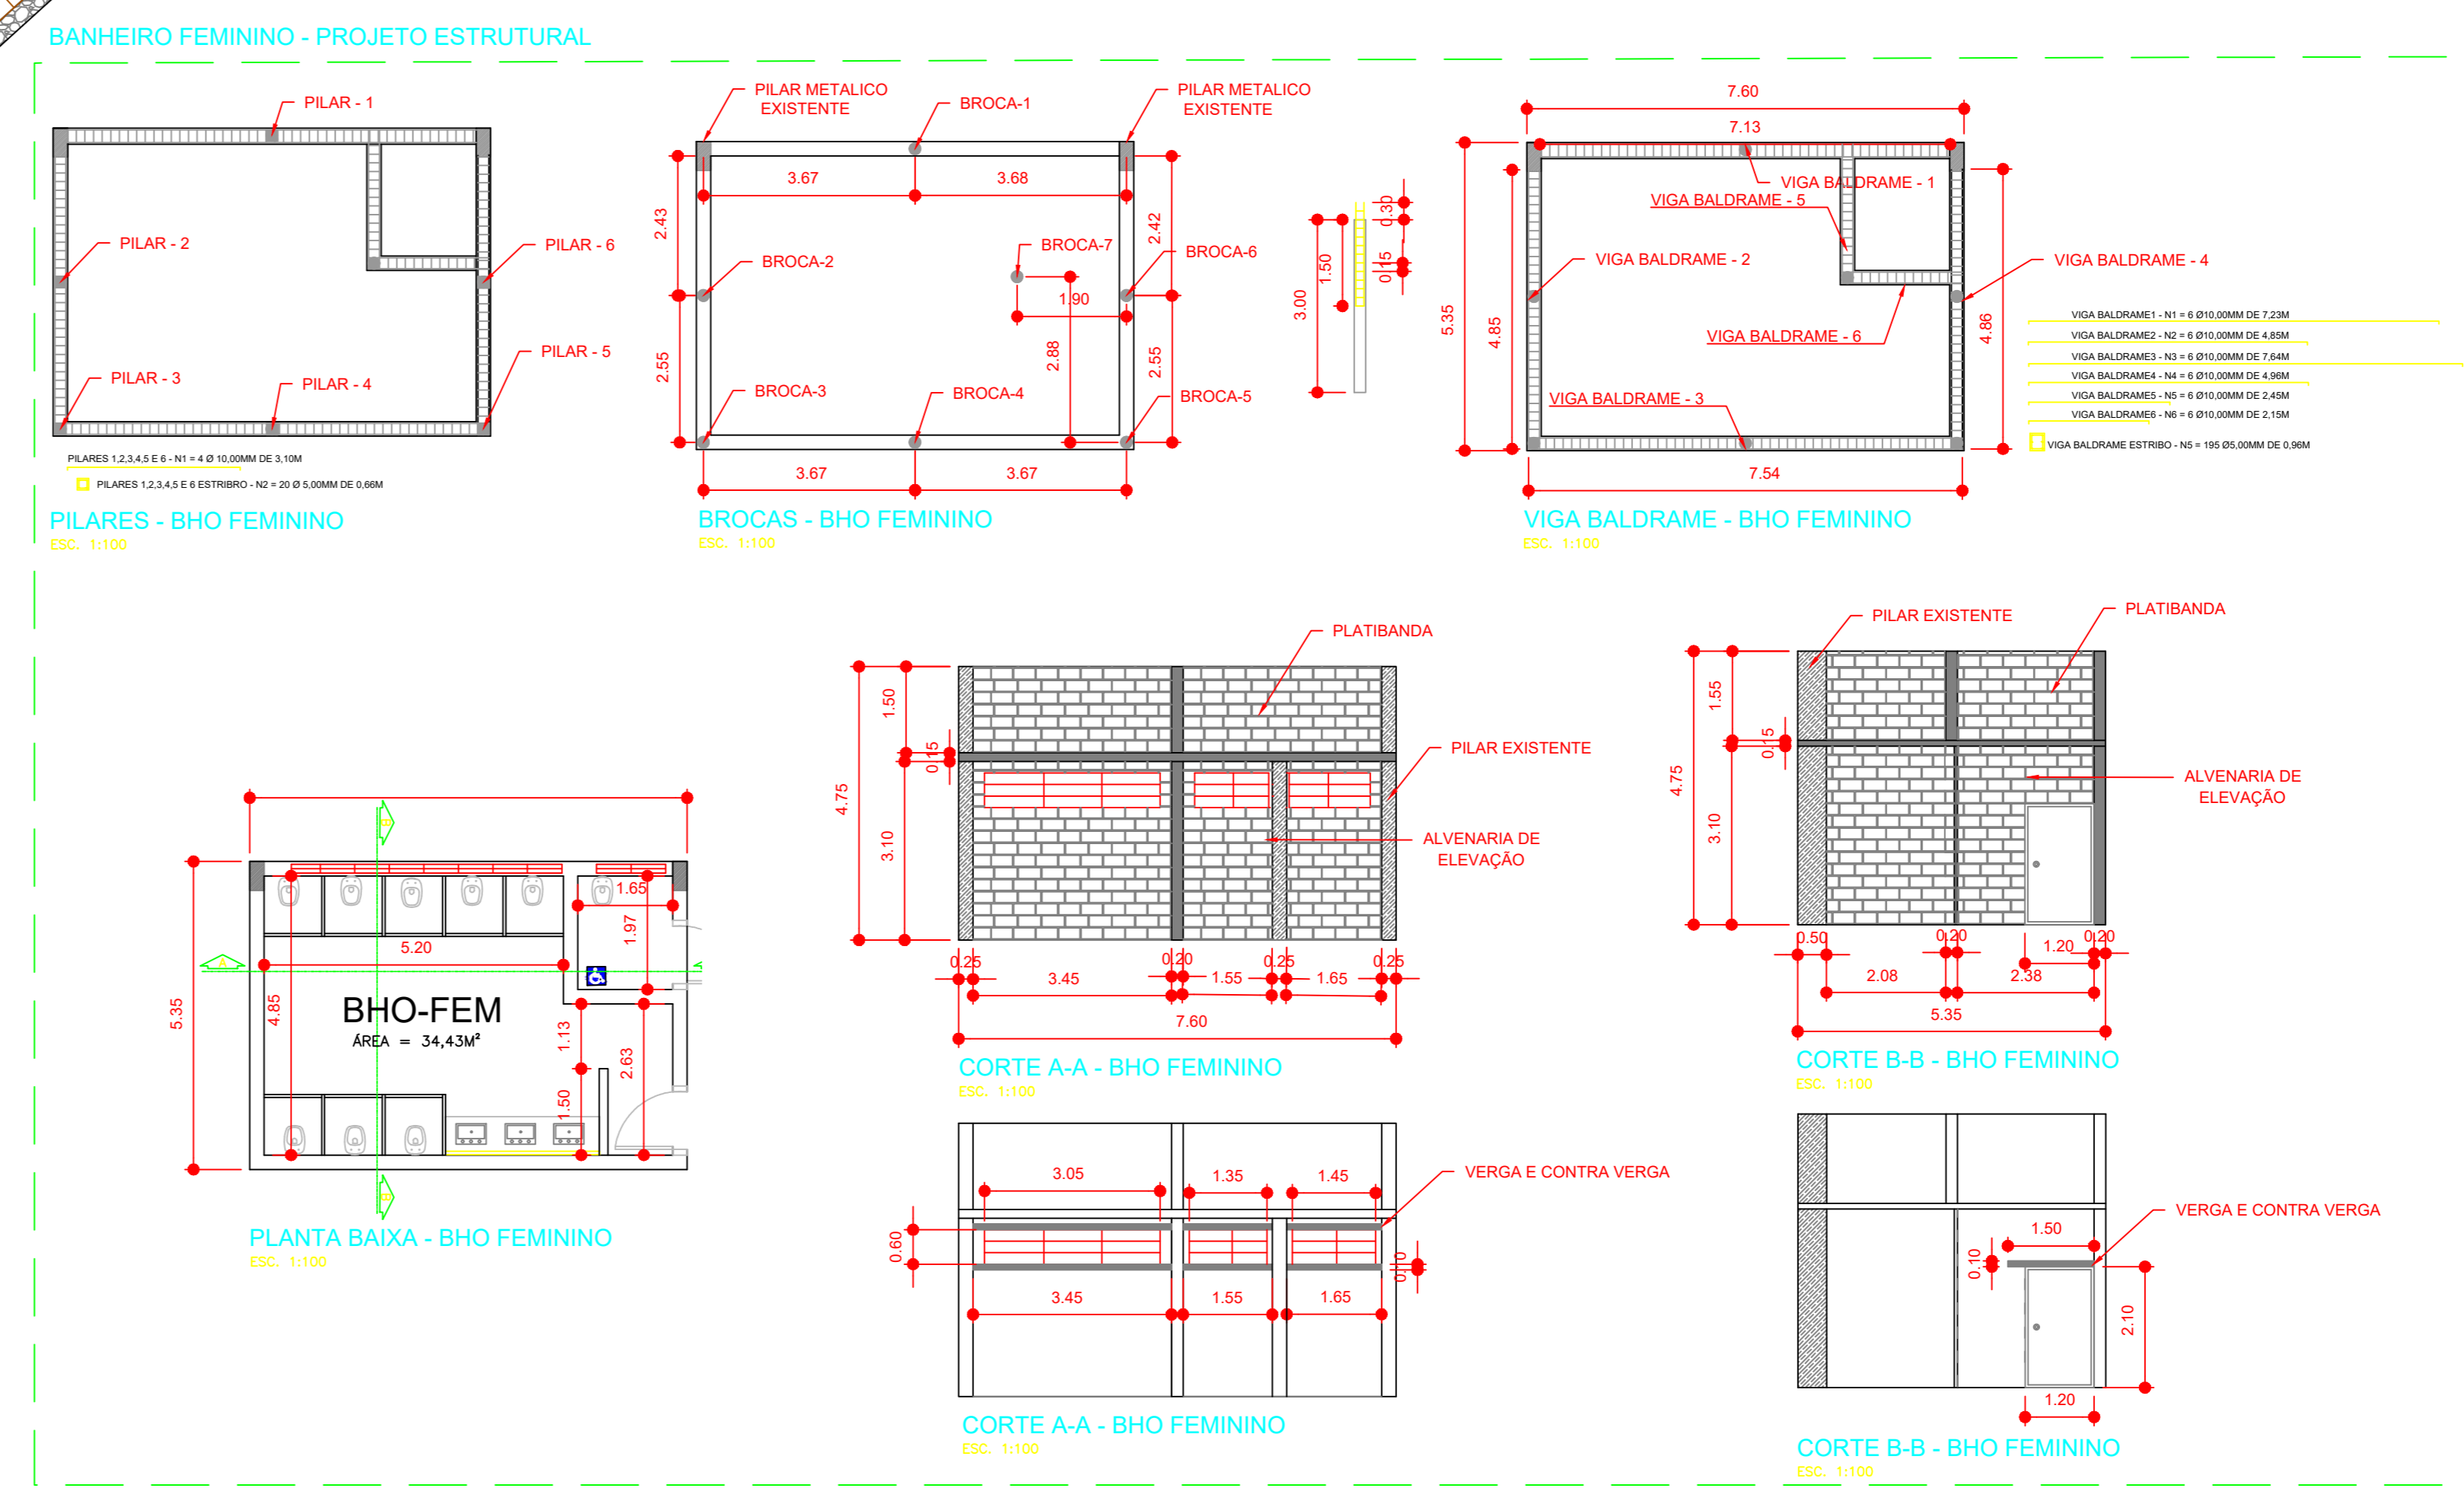 BANHEIRO FEMININO - PROJETO ESTRUTURAL
PILAR - 1
PILAR - 2
PILAR - 6
PILAR - 5
PILAR - 3
PILAR - 4
PILARES 1,2,3,4,5 E 6 - N1 = 4 Ø 10,00MM DE 3,10M
PILARES 1,2,3,4,5 E 6 ESTRIBRO - N2 = 20 Ø 5,00MM DE 0,66M
PILARES - BHO FEMININO
ESC. 1:100
PILAR METALICO
EXISTENTE
BROCA-1
PILAR METALICO
EXISTENTE
3.67
3.68
2.43
2.42
BROCA-7
BROCA-6
BROCA-2
1.90
2.88
2.55
2.55
BROCA-3
BROCA-4
BROCA-5
3.67
3.67
BROCAS - BHO FEMININO
ESC. 1:100
0.30
1.50
0.15
3.00
7.60
7.13
VIGA BALDRAME - 1
VIGA BALDRAME - 5
VIGA BALDRAME - 2
VIGA BALDRAME - 4
5.35
4.85
VIGA BALDRAME - 6
4.86
VIGA BALDRAME - 3
7.54
VIGA BALDRAME1 - N1 = 6 Ø10,00MM DE 7,23M
VIGA BALDRAME2 - N2 = 6 Ø10,00MM DE 4,85M
VIGA BALDRAME3 - N3 = 6 Ø10,00MM DE 7,64M
VIGA BALDRAME4 - N4 = 6 Ø10,00MM DE 4,96M
VIGA BALDRAME5 - N5 = 6 Ø10,00MM DE 2,45M
VIGA BALDRAME6 - N6 = 6 Ø10,00MM DE 2,15M
VIGA BALDRAME ESTRIBO - N5 = 195 Ø5,00MM DE 0,96M
VIGA BALDRAME - BHO FEMININO
ESC. 1:100
B
1.65
1.97
5.20
A
5.35
4.85
BHO-FEM
ÁREA = 34,43M²
1.13
2.63
1.50
B
PLANTA BAIXA - BHO FEMININO
ESC. 1:100
PLATIBANDA
1.50
0.15
PILAR EXISTENTE
4.75
3.10
ALVENARIA DE
ELEVAÇÃO
0.25
3.45
0.20
1.55
0.25
1.65
0.25
7.60
CORTE A-A - BHO FEMININO
ESC. 1:100
PILAR EXISTENTE
PLATIBANDA
1.55
0.15
4.75
3.10
ALVENARIA DE
ELEVAÇÃO
0.50
0.20
1.20
0.20
2.08
2.38
5.35
CORTE B-B - BHO FEMININO
ESC. 1:100
3.05
1.35
1.45
VERGA E CONTRA VERGA
0.60
0.10
3.45
1.55
1.65
CORTE A-A - BHO FEMININO
ESC. 1:100
VERGA E CONTRA VERGA
1.50
0.10
2.10
1.20
CORTE B-B - BHO FEMININO
ESC. 1:100